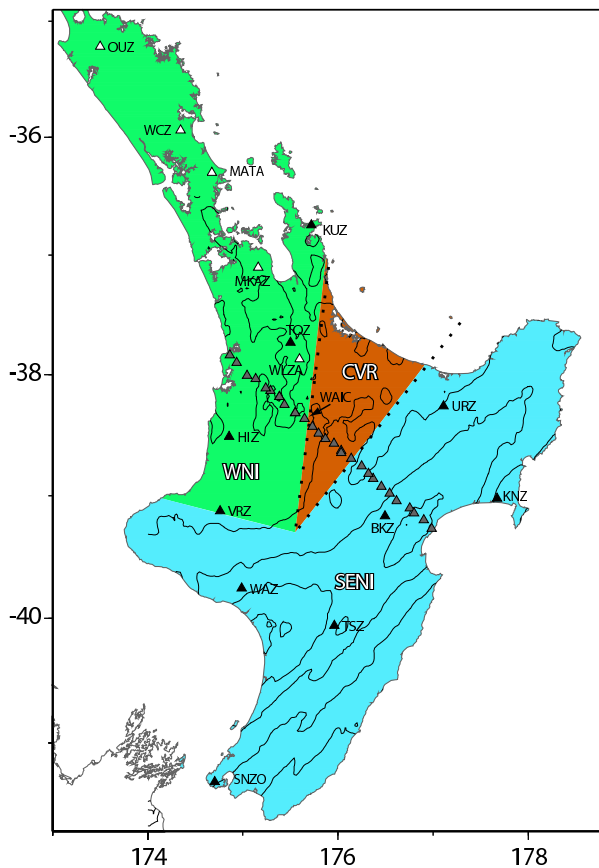 OUZ
-36
WCZ
MATA
KUZ
MKAZ
TOZ
WLZA
-38
CVR
WAIC
URZ
HIZ
WNI
KNZ
VRZ
BKZ
SENI
WAZ
-40
TSZ
SNZO
174
176
178